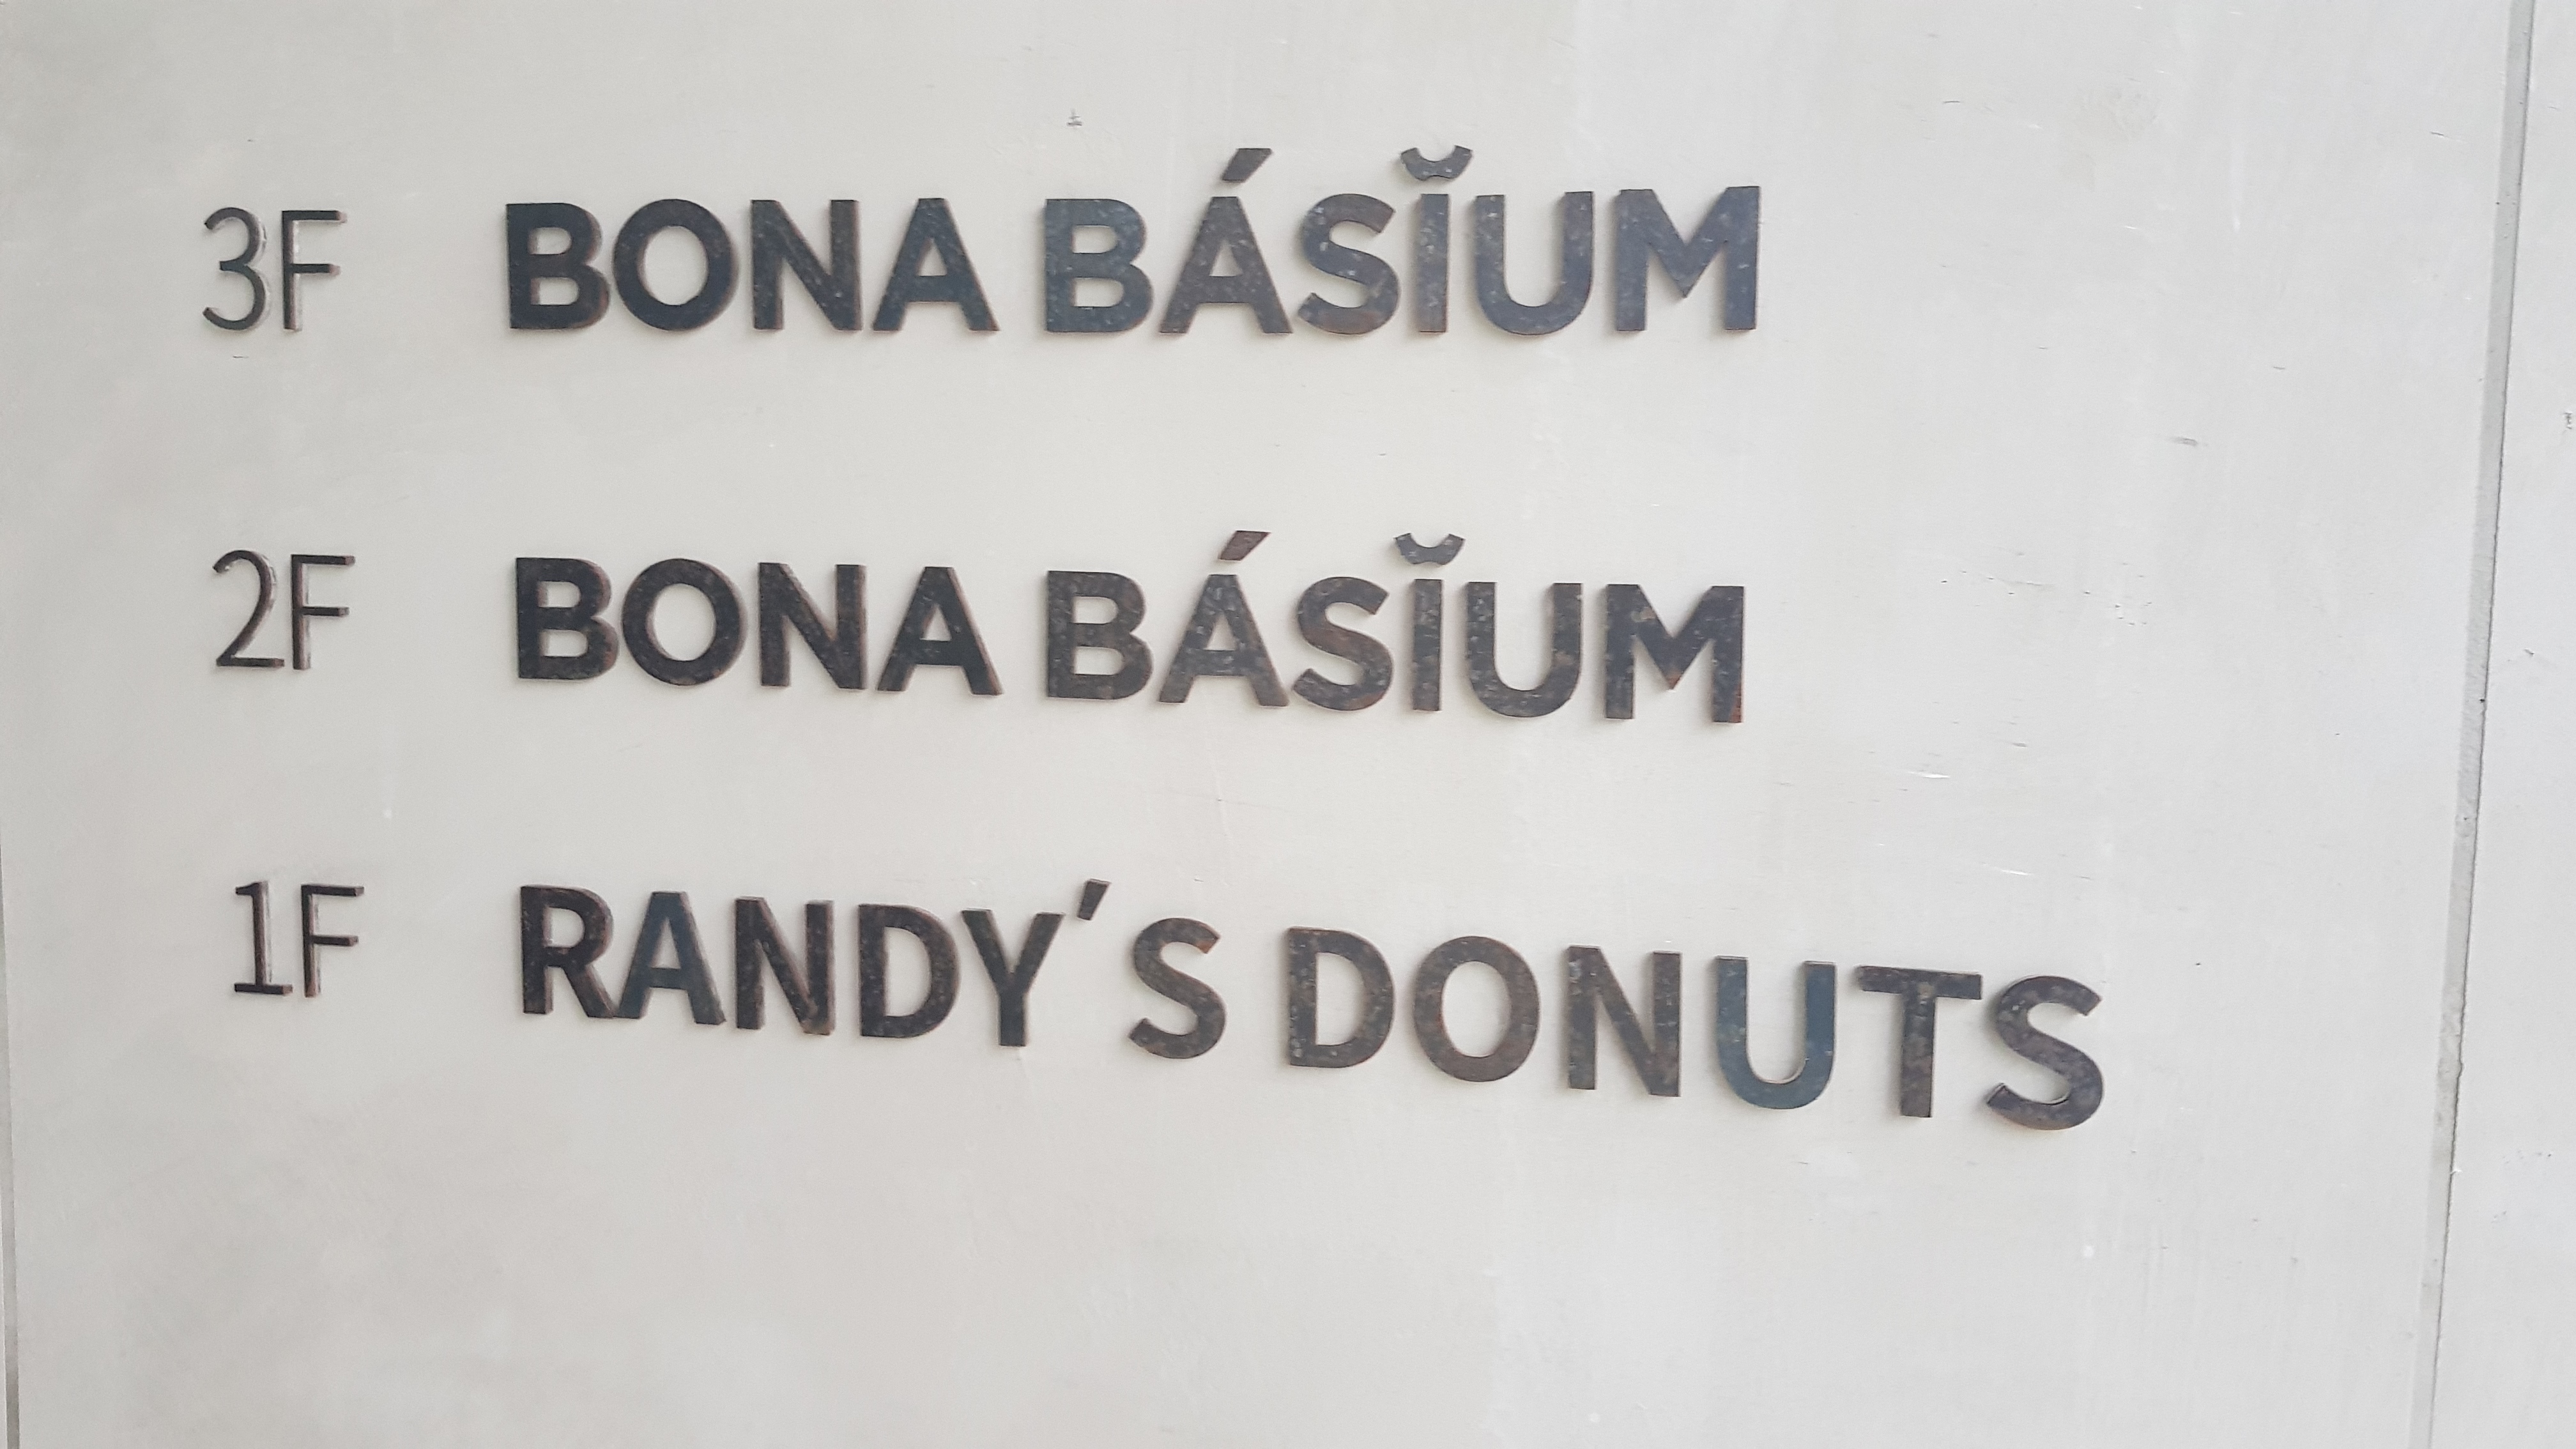 3F BONA BÁSĬUM
2F BONA BÁSĬUM
1F RANDY'S DONUTS